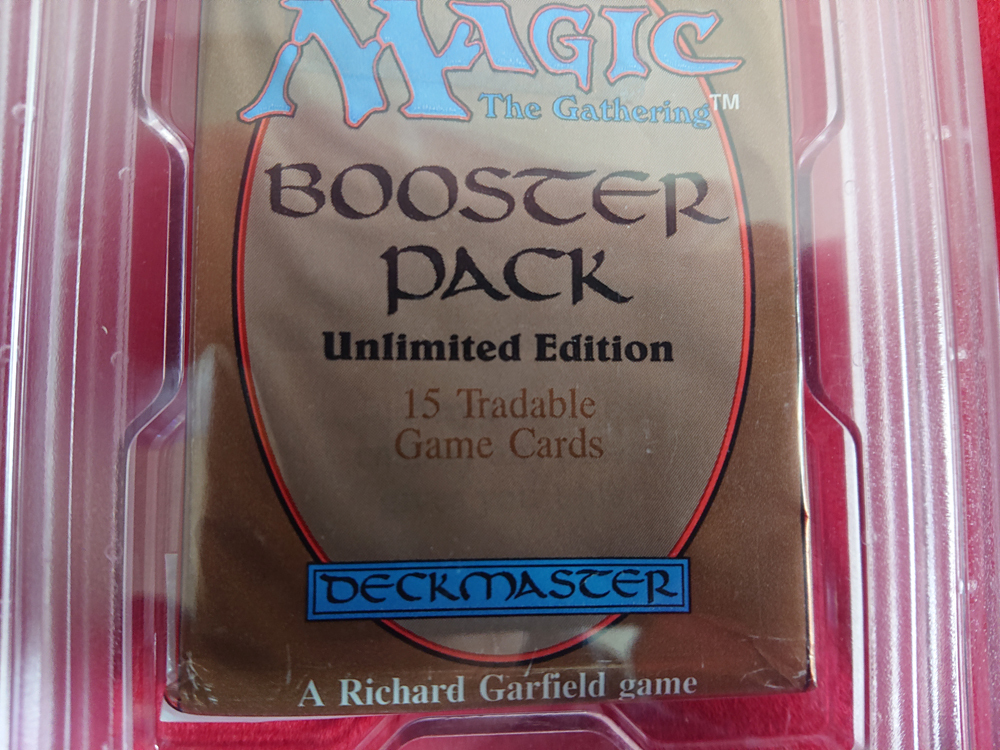 MAGIC
The Gathering™
BOOSTER
PACK
Unlimited Edition
15 Tradable
Game Cards
DECKMASTER
A Richard Garfield game